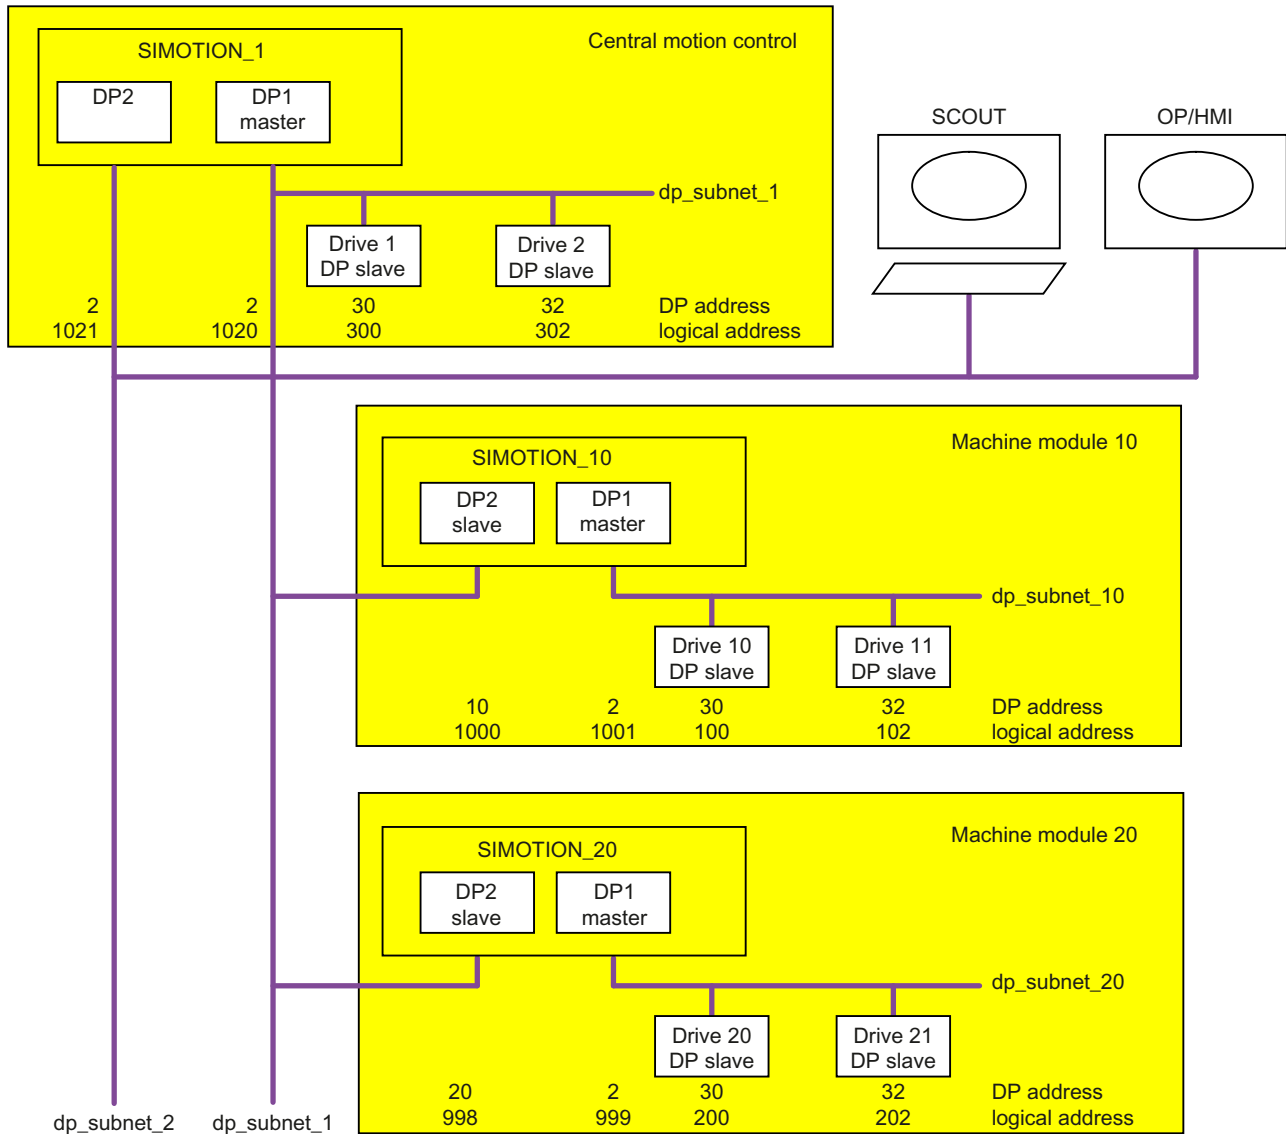 Central motion control
SIMOTION_1
DP2
DP1
master
SCOUT
OP/HMI
dp_subnet_1
Drive 1
DP slave
Drive 2
DP slave
2 2 30 32 DP address
1021 1020 300 302 logical address
Machine module 10
SIMOTION_10
DP2
slave
DP1
master
dp_subnet_10
Drive 10
DP slave
Drive 11
DP slave
10 2 30 32 DP address
1000 1001 100 102 logical address
Machine module 20
SIMOTION_20
DP2
slave
DP1
master
dp_subnet_20
Drive 20
DP slave
Drive 21
DP slave
20 2 30 32 DP address
998 999 200 202 logical address
dp_subnet_2 dp_subnet_1